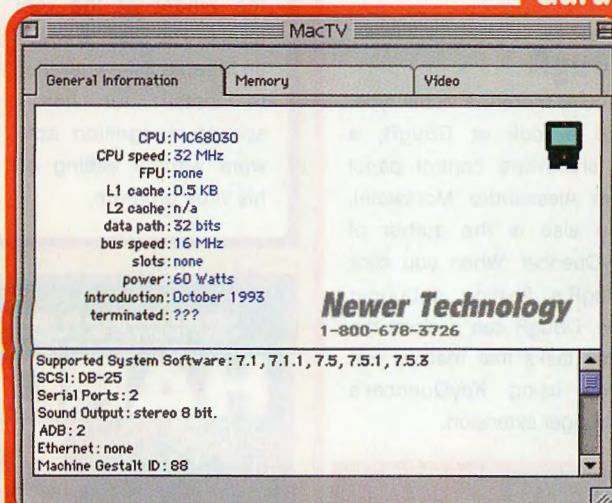 MacTV
General Information
Memory
Video
CPU: MC68030
CPU speed: 32 MHz
FPU: none
L1 cache: 0.5 KB
L2 cache: n/a
data path: 32 bits
bus speed: 16 MHz
slots: none
power: 60 Watts
introduction: October 1993
terminated: ???
Newer Technology
1-800-678-3726
Supported System Software: 7.1, 7.1.1, 7.5, 7.5.1, 7.5.3
SCSI: DB-25
Serial Ports: 2
Sound Output: stereo 8 bit.
ADB: 2
Ethernet: none
Machine Gestalt ID: 88